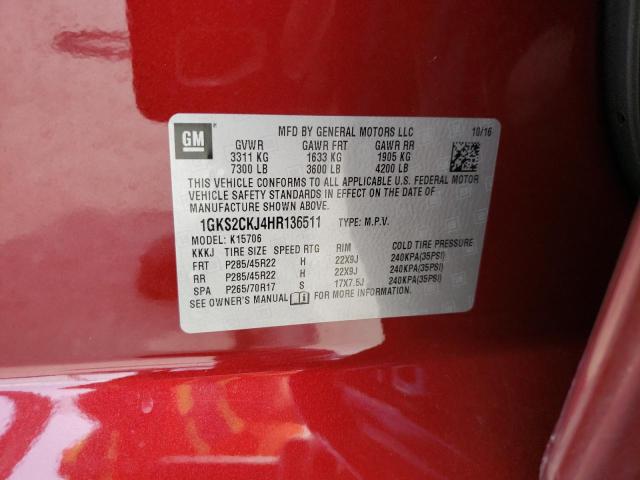 GM
MFD BY GENERAL MOTORS LLC 10/16
GVWR GAWR FRT GAWR RR
3311 KG 1633 KG 1905 KG
7300 LB 3600 LB 4200 LB
THIS VEHICLE CONFORMS TO ALL APPLICABLE U.S. FEDERAL MOTOR
VEHICLE SAFETY STANDARDS IN EFFECT ON THE DATE OF
MANUFACTURE SHOWN ABOVE.
1GKS2CKJ4HR136511 TYPE: M.P.V.
MODEL: K15706
KKKJ TIRE SIZE SPEED RTG RIM COLD TIRE PRESSURE
FRT P285/45R22 H 22X9J 240KPA(35PSI)
RR P285/45R22 H 22X9J 240KPA(35PSI)
SPA P265/70R17 S 17X7.5J 240KPA(35PSI)
SEE OWNER'S MANUAL FOR MORE INFORMATION.